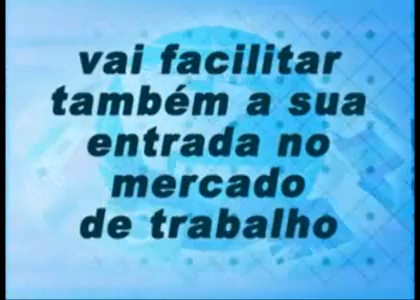 vai facilitar
também a sua
entrada no
mercado
de trabalho